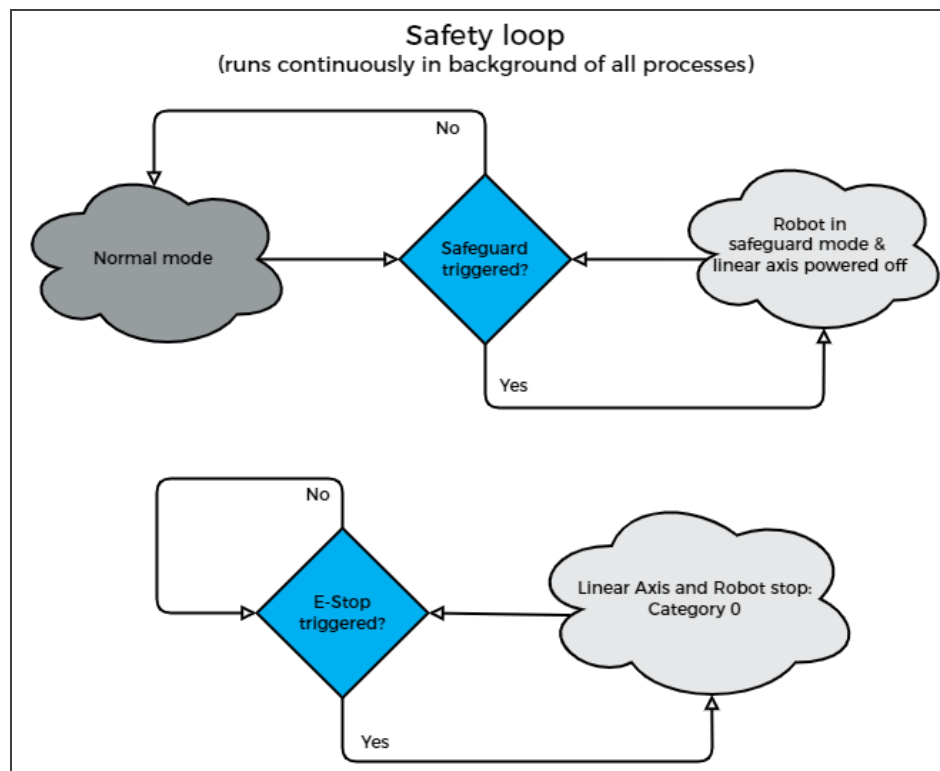 Safety loop
(runs continuously in background of all processes)
No
Normal mode
Safeguard
triggered?
Robot in
safeguard mode &
linear axis powered off
Yes
No
E-Stop
triggered?
Linear Axis and Robot stop:
Category 0
Yes